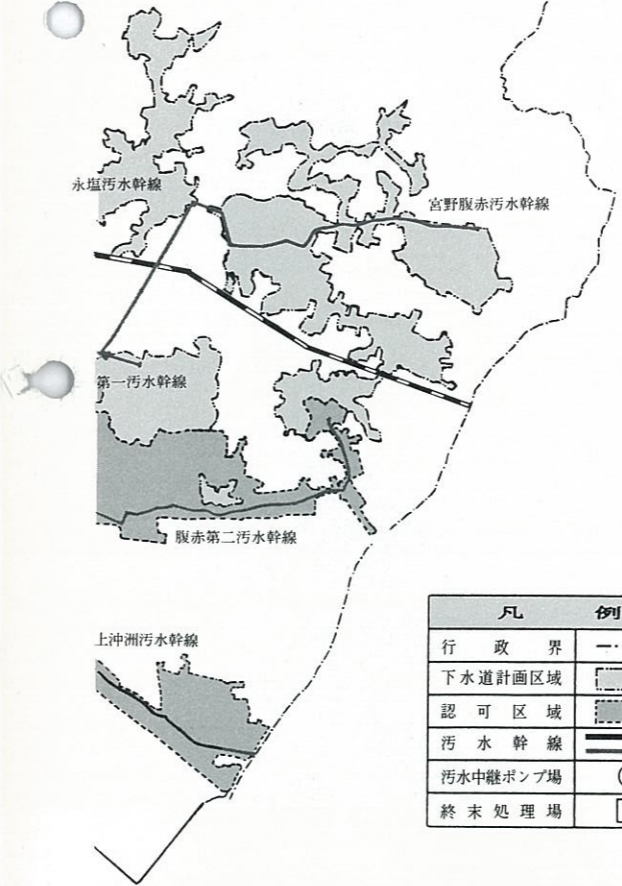 永塩汚水幹線
宮野腹赤汚水幹線
第一汚水幹線
腹赤第二汚水幹線
上沖洲汚水幹線
凡 例
行政界
下水道計画区域
認可区域
汚水幹線
汚水中継ポンプ場
終末処理場